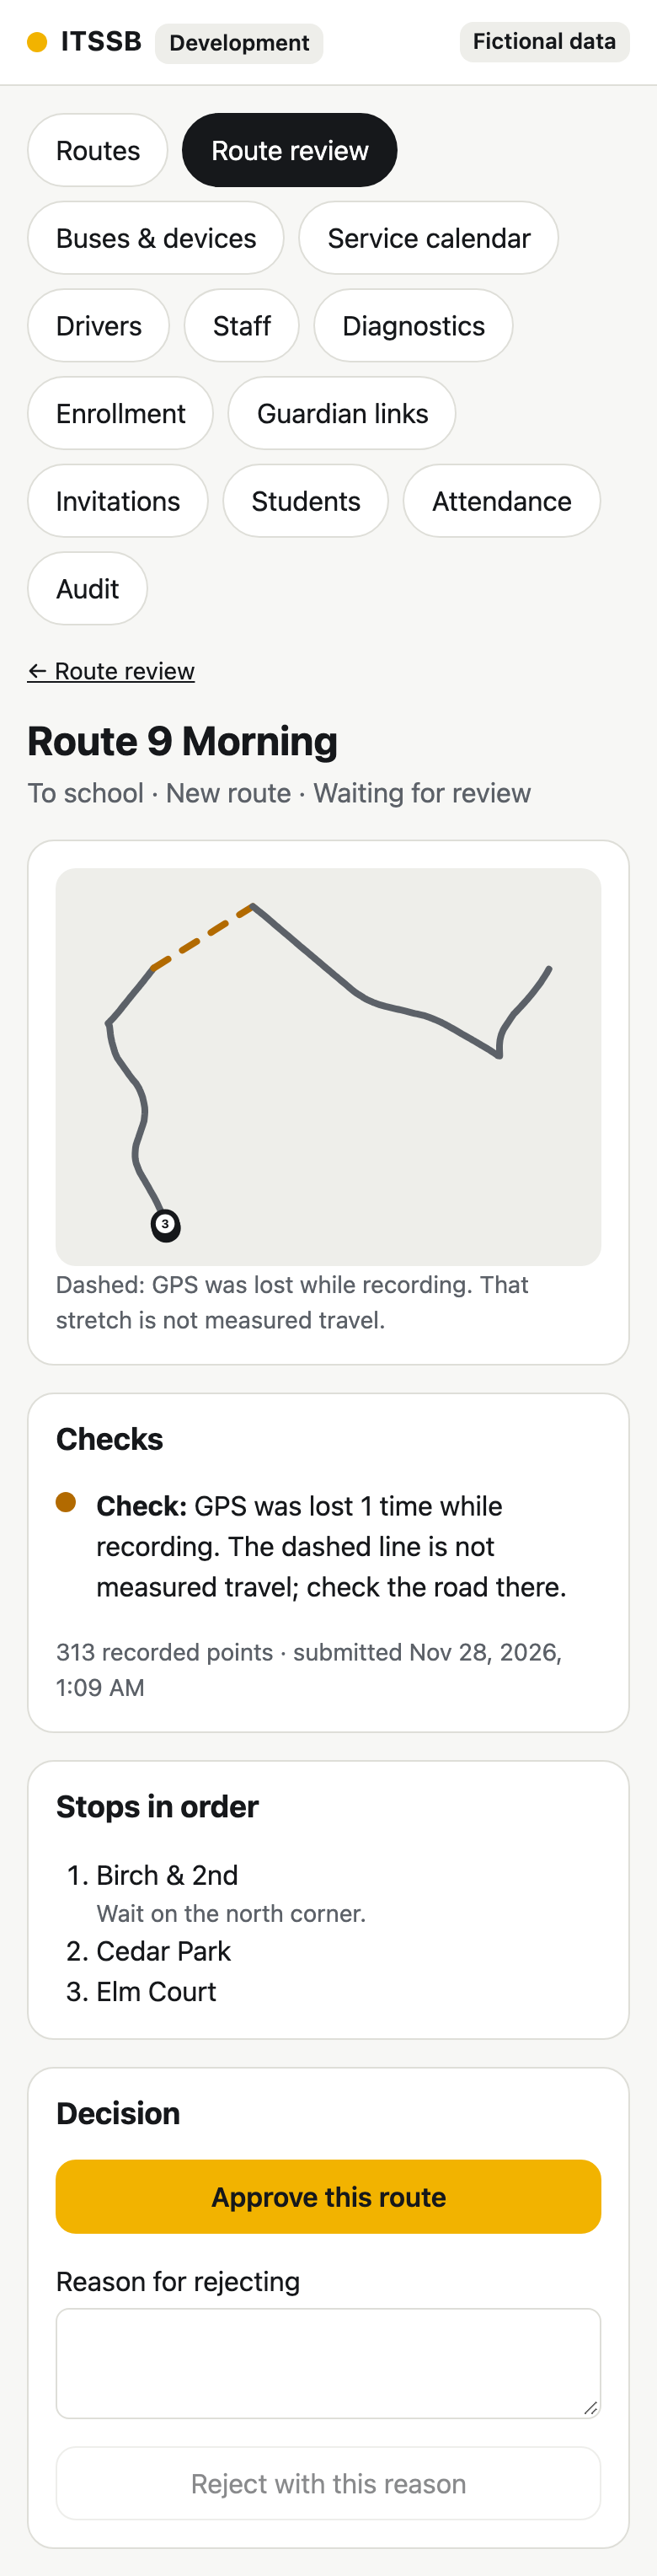 ITSSB Development Fictional data
Routes Route review
Buses & devices Service calendar
Drivers Staff Diagnostics
Enrollment Guardian links
Invitations Students Attendance
Audit
← Route review
Route 9 Morning
To school · New route · Waiting for review
3
Dashed: GPS was lost while recording. That
stretch is not measured travel.
Checks
Check: GPS was lost 1 time while
recording. The dashed line is not
measured travel; check the road there.
313 recorded points · submitted Nov 28, 2026,
1:09 AM
Stops in order
1. Birch & 2nd
Wait on the north corner.
2. Cedar Park
3. Elm Court
Decision
Approve this route
Reason for rejecting
Reject with this reason